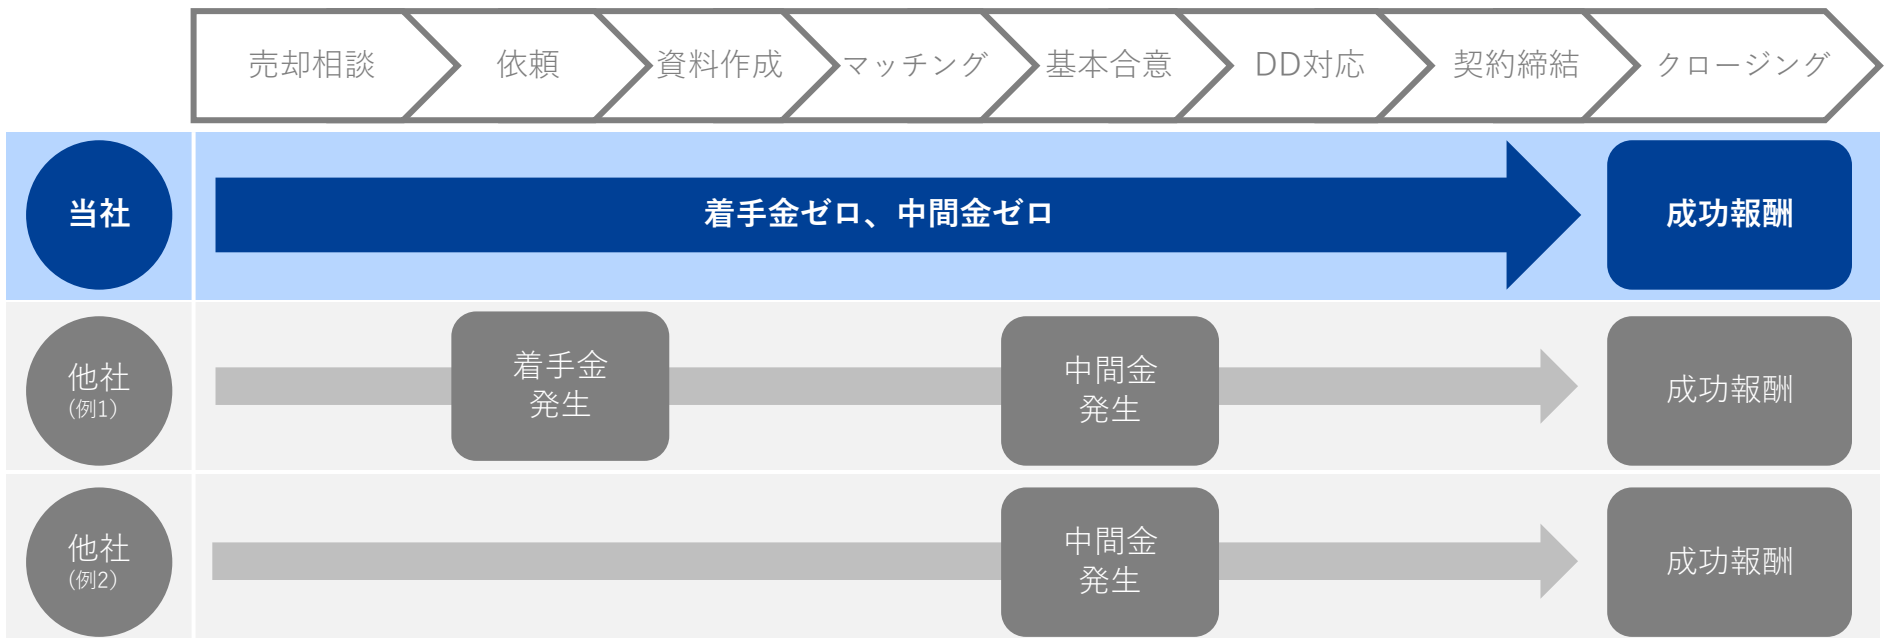 売却相談
依頼
資料作成
マッチング
基本合意
DD対応
契約締結
クロージング
当社
着手金ゼロ、中間金ゼロ
成功報酬
他社
(例1)
着手金
発生
中間金
発生
成功報酬
他社
(例2)
中間金
発生
成功報酬